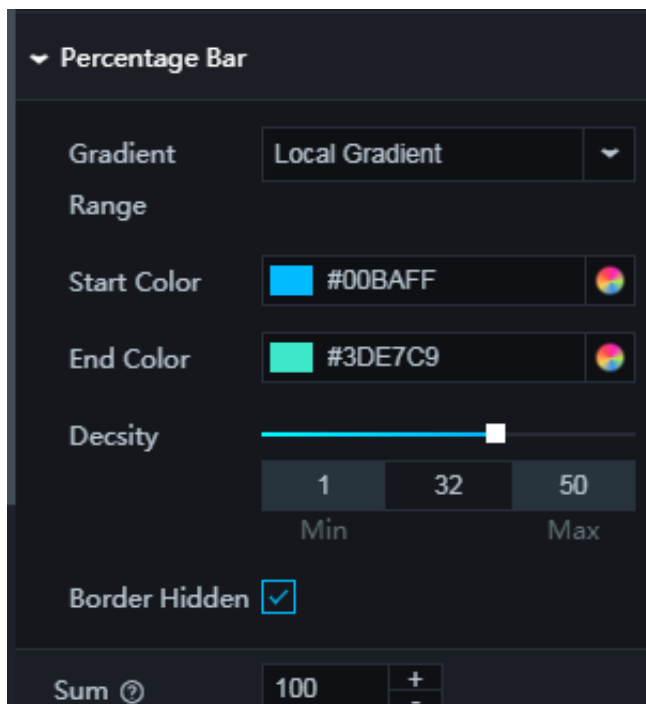 Percentage Bar
Gradient Range
Local Gradient
Start Color #00BAFF
End Color #3DE7C9
Decsity
1 32 50
Min Max
Border Hidden
Sum ? 100 +